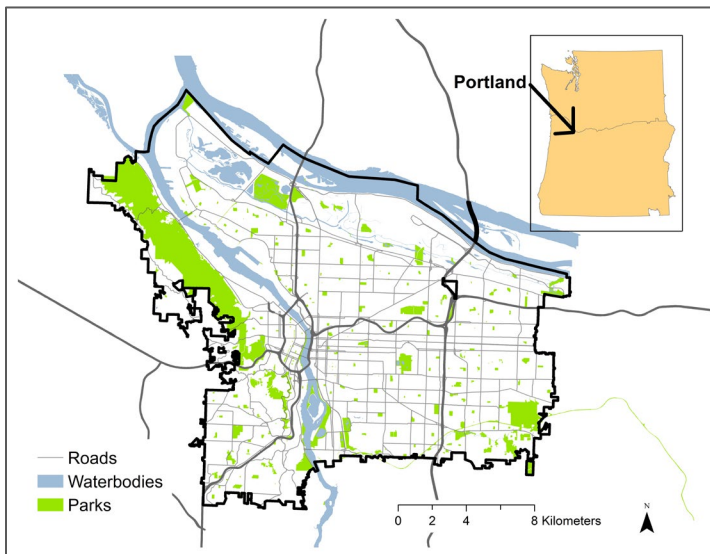 Portland
Roads
Waterbodies
Parks
0 2 4 8 Kilometers
N